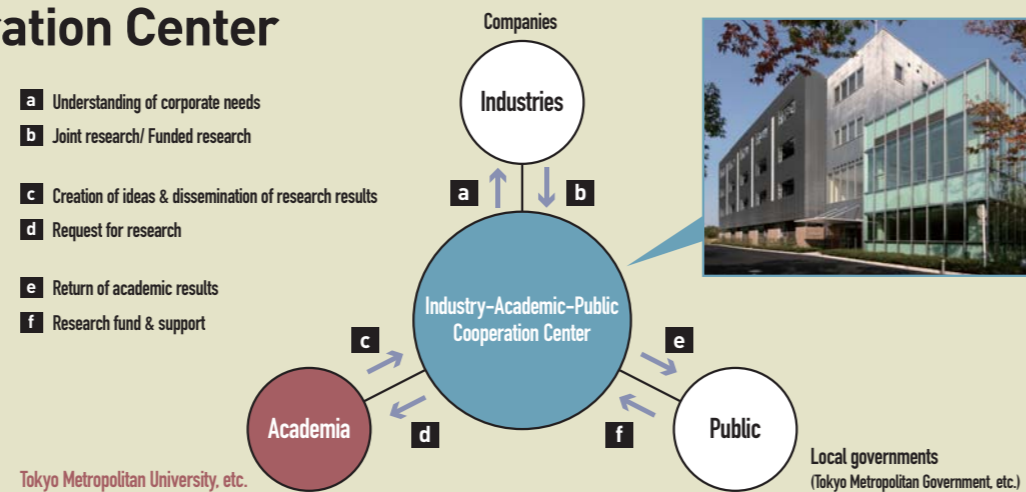 ration Center
a Understanding of corporate needs
b Joint research/ Funded research
c Creation of ideas & dissemination of research results
d Request for research
e Return of academic results
f Research fund & support
Companies
Industries
a
b
Industry-Academic-Public
Cooperation Center
c
d
e
f
Academia
Tokyo Metropolitan University, etc.
Public
Local governments
(Tokyo Metropolitan Government, etc.)